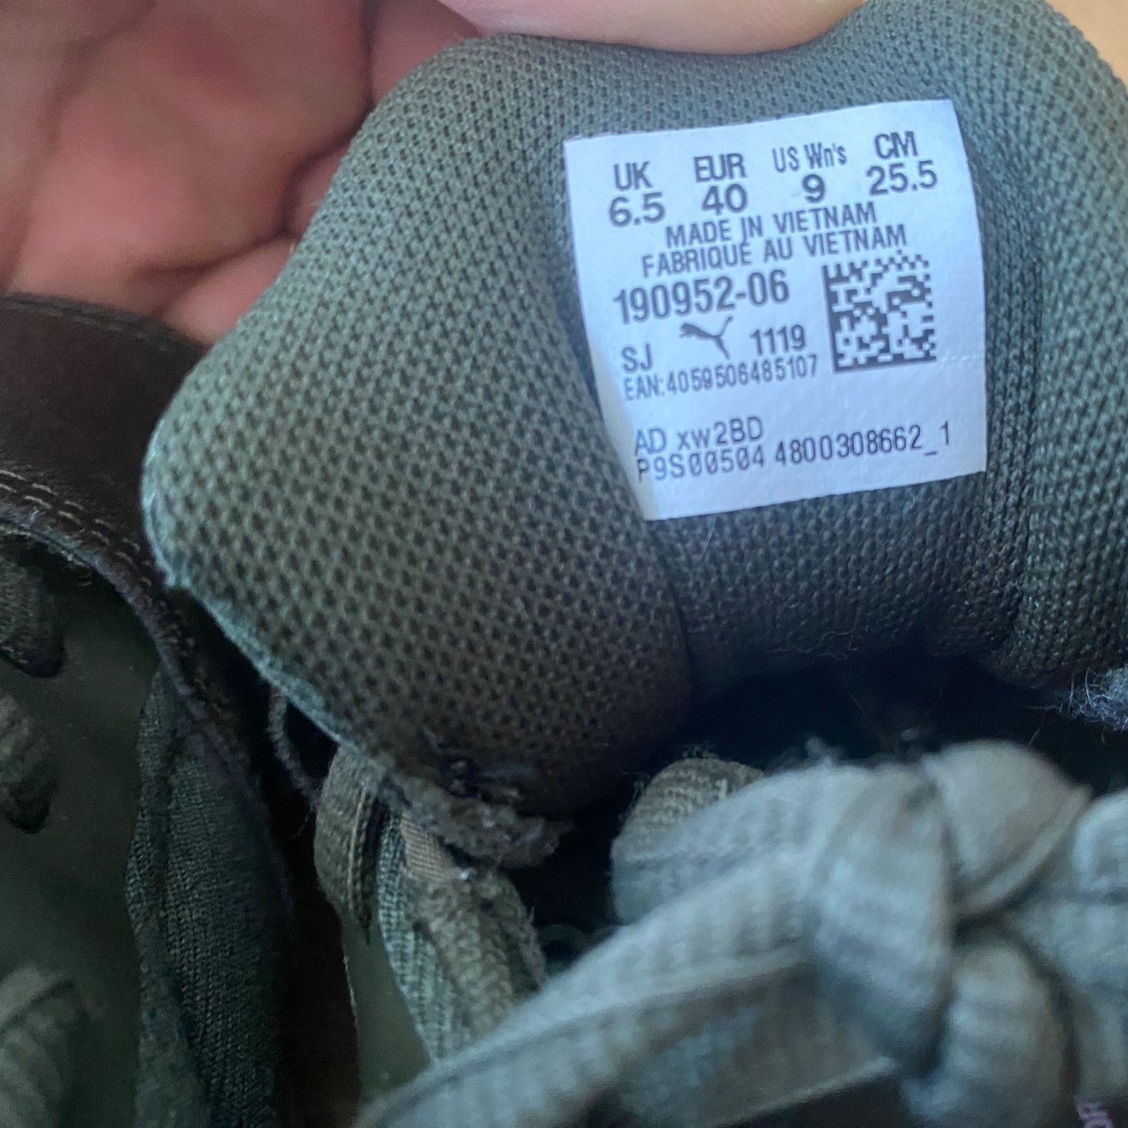 UK EUR US Wn's CM
6.5 40 9 25.5
MADE IN VIETNAM
FABRIQUÉ AU VIETNAM
190952-06
SJ 1119
EAN:4059506485107
AD xw2BD
P9S00504 4800308662_1